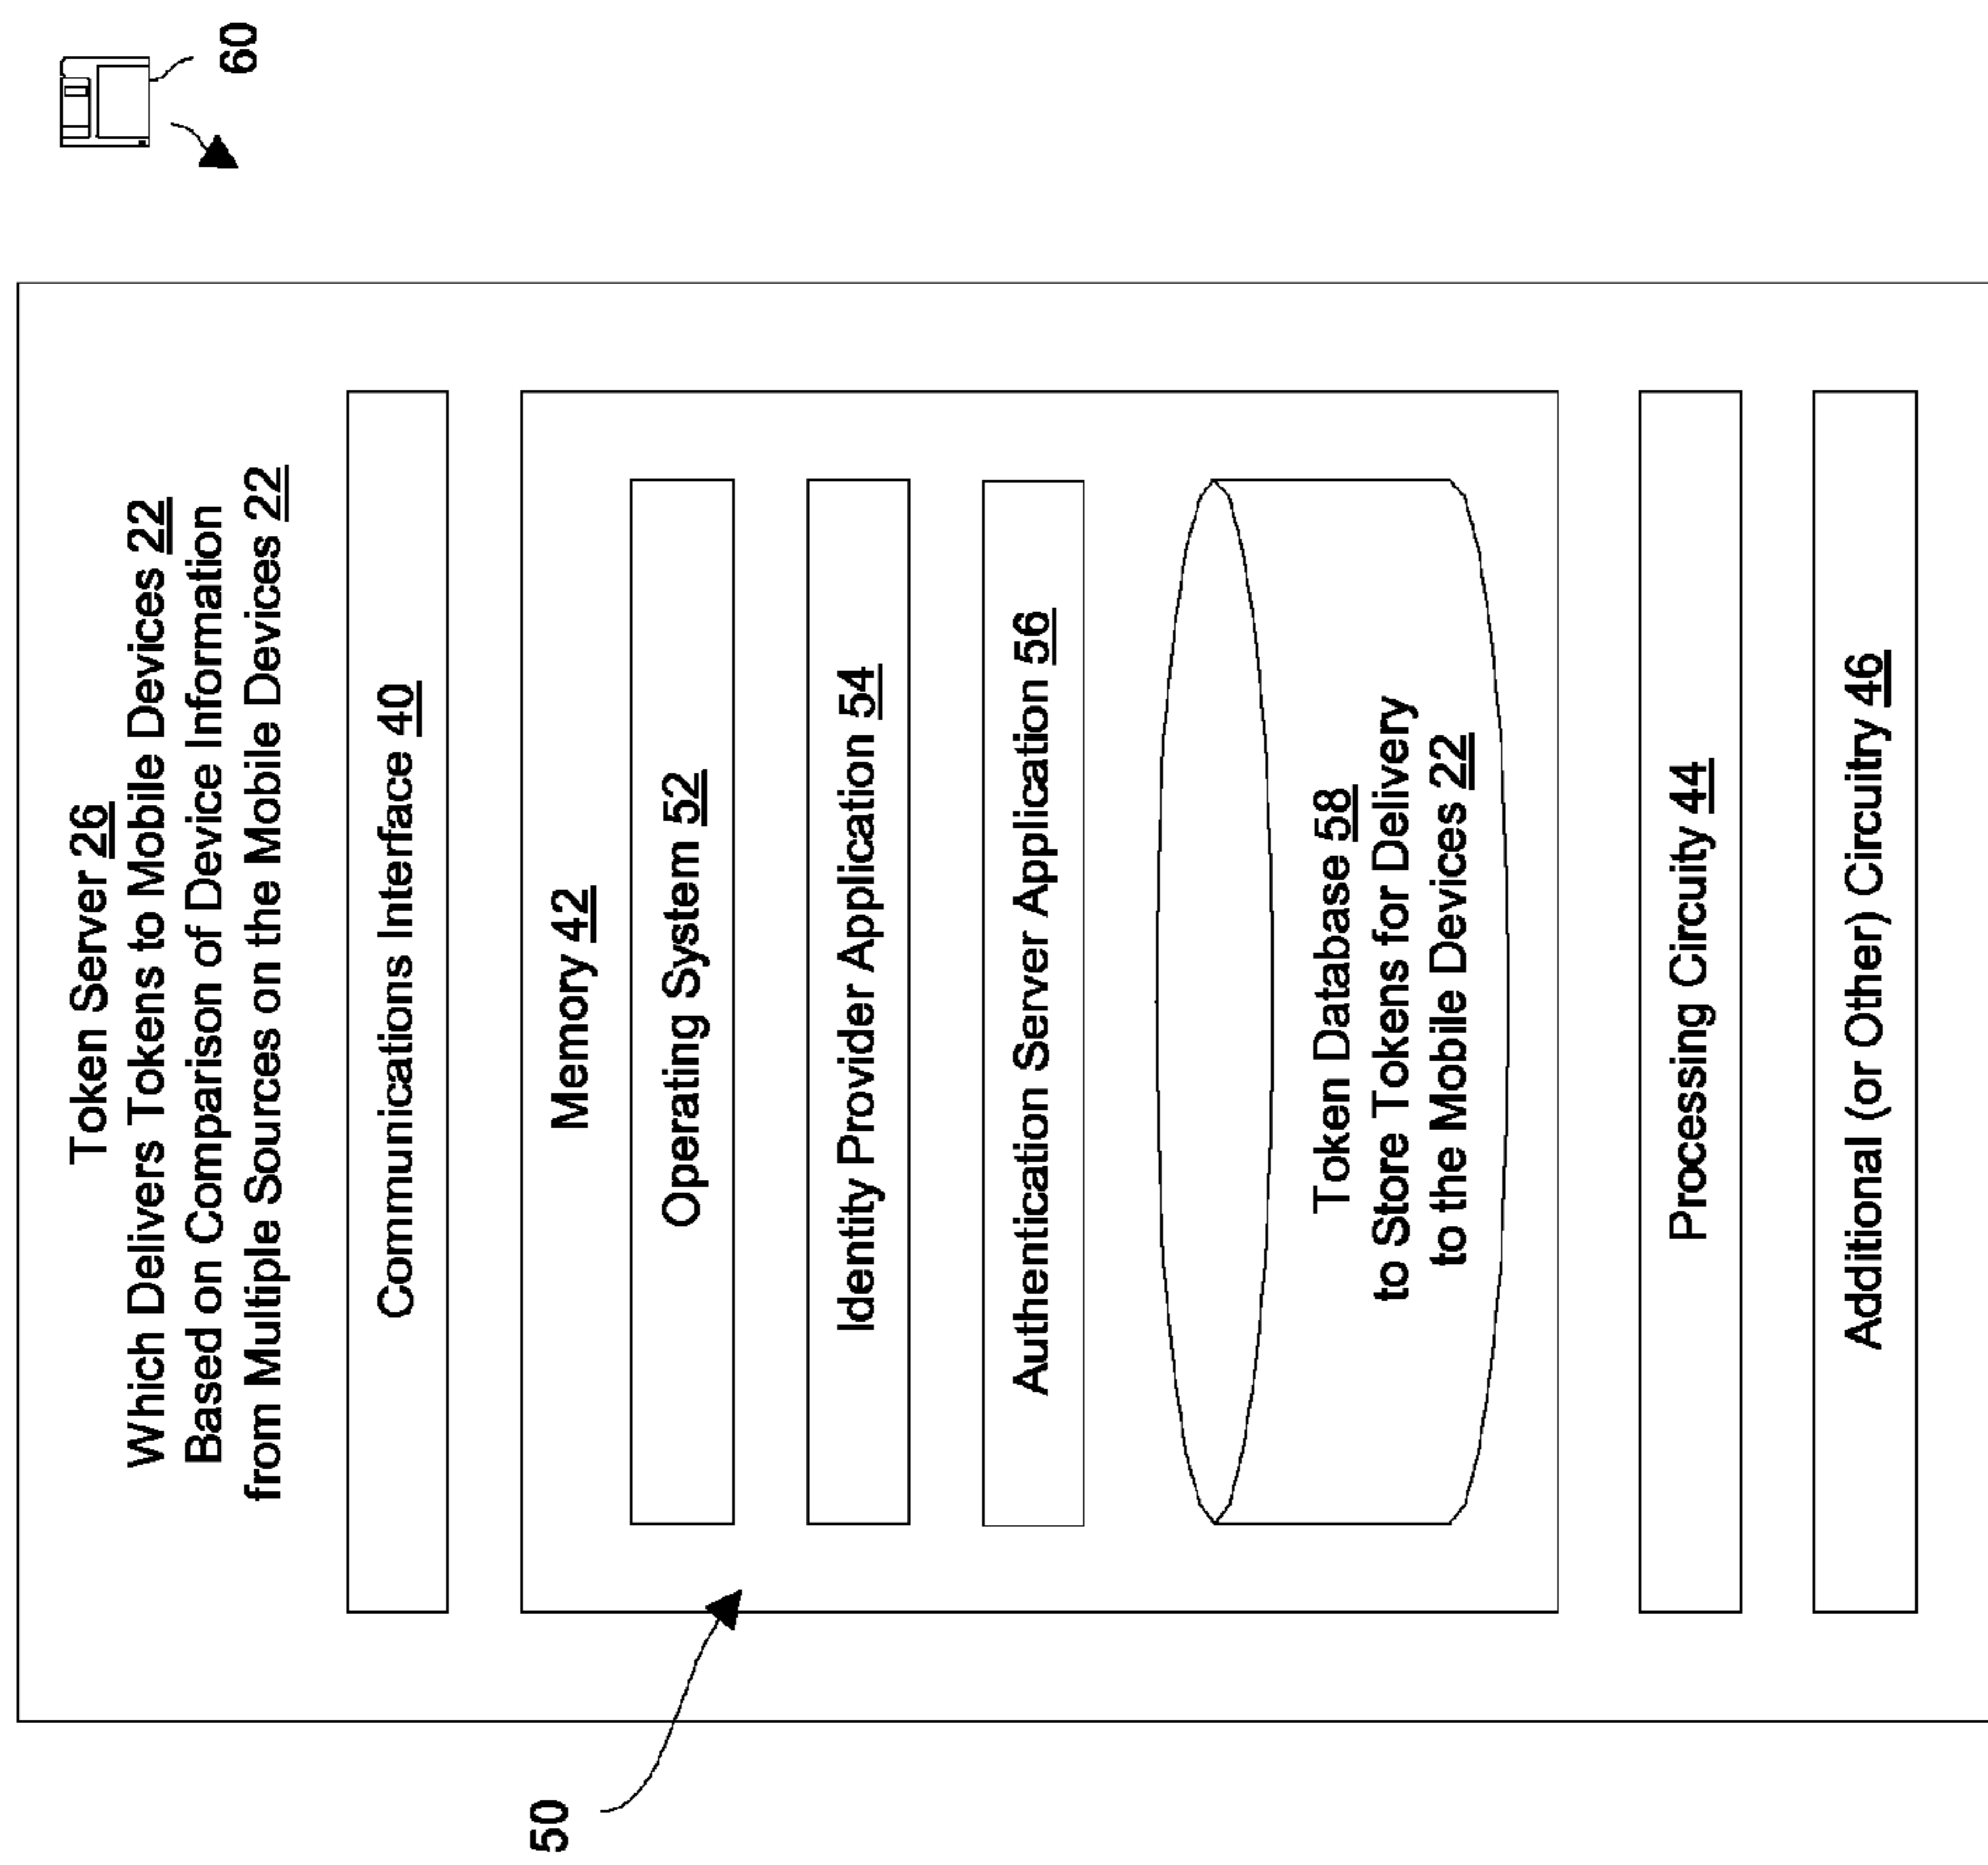 60
Token Server 26
Which Delivers Tokens to Mobile Devices 22
Based on Comparison of Device Information
from Multiple Sources on the Mobile Devices 22
Communications Interface 40
50
Memory 42
Operating System 52
Identity Provider Application 54
Authentication Server Application 56
Token Database 58
to Store Tokens for Delivery
to the Mobile Devices 22
Processing Circuity 44
Additional (or Other) Circuitry 46